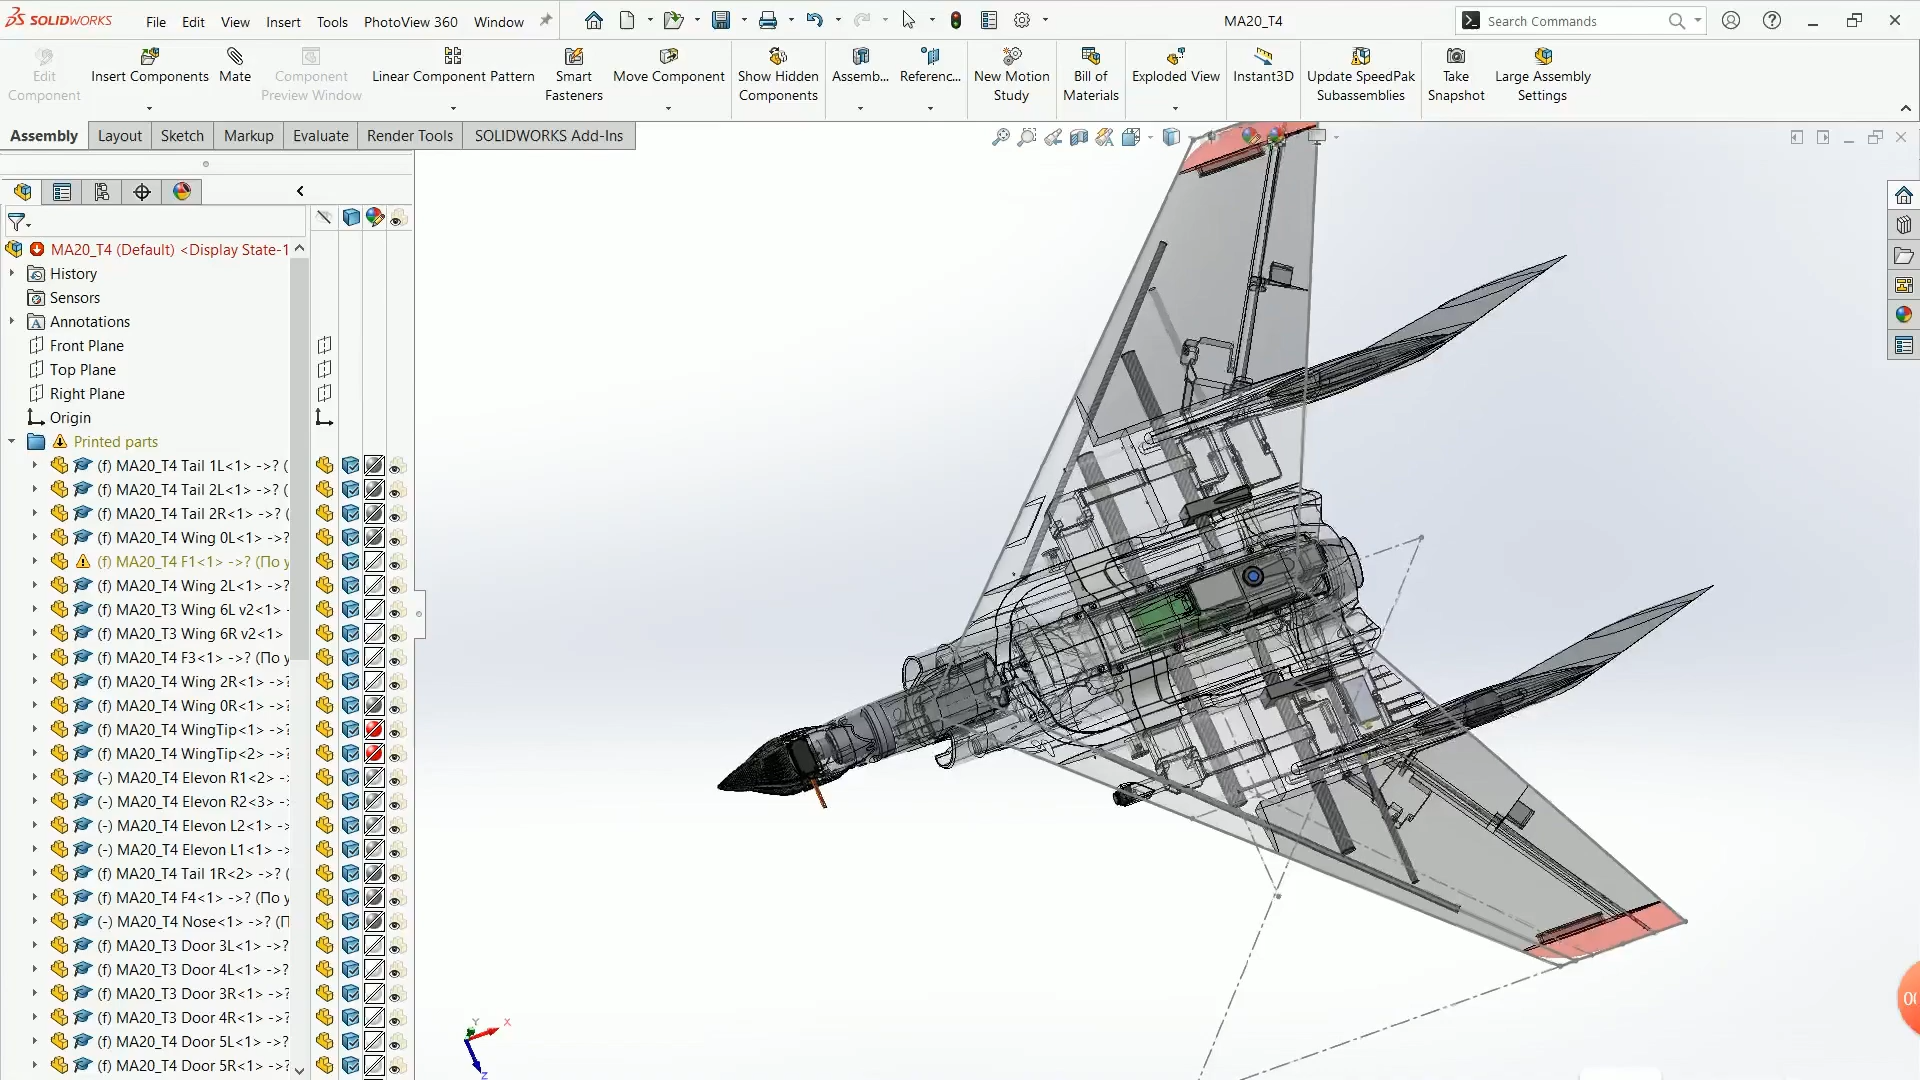 SOLIDWORKS File Edit View Insert Tools PhotoView 360 Window MA20_T4 Search Commands
Edit Component
Insert Components
Mate
Component Preview Window
Linear Component Pattern
Smart Fasteners
Move Component
Show Hidden Components
Assemb...
Referenc...
New Motion Study
Bill of Materials
Exploded View
Instant3D
Update SpeedPak Subassemblies
Take Snapshot
Large Assembly Settings
Assembly Layout Sketch Markup Evaluate Render Tools SOLIDWORKS Add-Ins
MA20_T4 (Default) <Display State-1
History
Sensors
Annotations
Front Plane
Top Plane
Right Plane
Origin
Printed parts
(f) MA20_T4 Tail 1L<1> ->? (
(f) MA20_T4 Tail 2L<1> ->? (
(f) MA20_T4 Tail 2R<1> ->? (
(f) MA20_T4 Wing 0L<1> ->?
(f) MA20_T4 F1<1> ->? (По у
(f) MA20_T4 Wing 2L<1> ->?
(f) MA20_T3 Wing 6L v2<1> -
(f) MA20_T3 Wing 6R v2<1>
(f) MA20_T4 F3<1> ->? (По у
(f) MA20_T4 Wing 2R<1> ->?
(f) MA20_T4 Wing 0R<1> ->?
(f) MA20_T4 WingTip<1> ->?
(f) MA20_T4 WingTip<2> ->?
(-) MA20_T4 Elevon R1<2> ->
(-) MA20_T4 Elevon R2<3> ->
(-) MA20_T4 Elevon L2<1> ->
(-) MA20_T4 Elevon L1<1> ->
(f) MA20_T4 Tail 1R<2> ->? (
(f) MA20_T4 F4<1> ->? (По у
(-) MA20_T4 Nose<1> ->? (П
(f) MA20_T3 Door 3L<1> ->?
(f) MA20_T3 Door 4L<1> ->?
(f) MA20_T3 Door 3R<1> ->?
(f) MA20_T3 Door 4R<1> ->?
(f) MA20_T3 Door 5L<1> ->?
(f) MA20_T3 Door 5R<1> ->?
Y X
Z